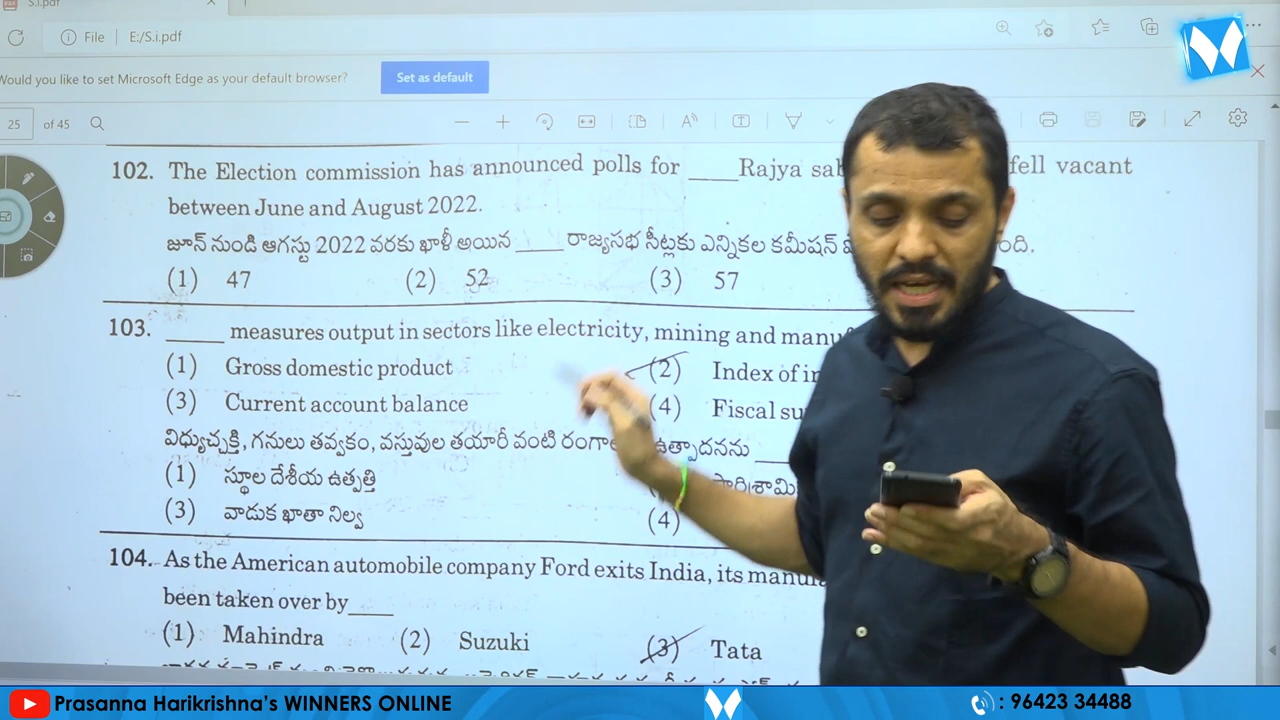 S.i.pdf
File E:/S.i.pdf
Would you like to set Microsoft Edge as your default browser? Set as default
25 of 45
102. The Election commission has announced polls for ____ Rajya sab fell vacant
between June and August 2022.
జూన్ నుండి ఆగస్టు 2022 వరకు ఖాళీ అయిన ____ రాజ్యసభ సీట్లకు ఎన్నికల కమీషన్
(1) 47 (2) 52 (3) 57
103. ____ measures output in sectors like electricity, mining and manuf
(1) Gross domestic product (2) Index of in
(3) Current account balance (4) Fiscal su
విధ్యుచ్ఛక్తి, గనులు తవ్వకం, వస్తువుల తయారీ వంటి ఉత్పాదనను ____
(1) స్థూల దేశీయ ఉత్పత్తి
(3) వాడుక ఖాతా నిల్వ (4)
104. As the American automobile company Ford exits India, its manufa
been taken over by ____
(1) Mahindra (2) Suzuki (3) Tata
Prasanna Harikrishna's WINNERS ONLINE : 96423 34488